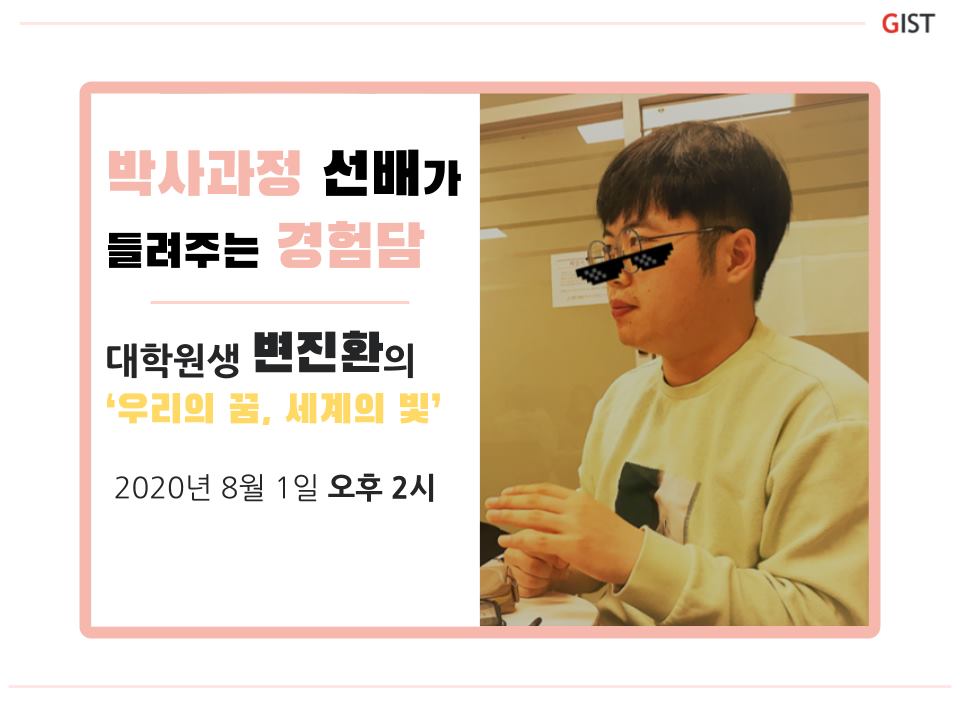 GIST
박사과정 선배가
들려주는 경험담
대학원생 변진환의
‘우리의 꿈, 세계의 빛’
2020년 8월 1일 오후 2시